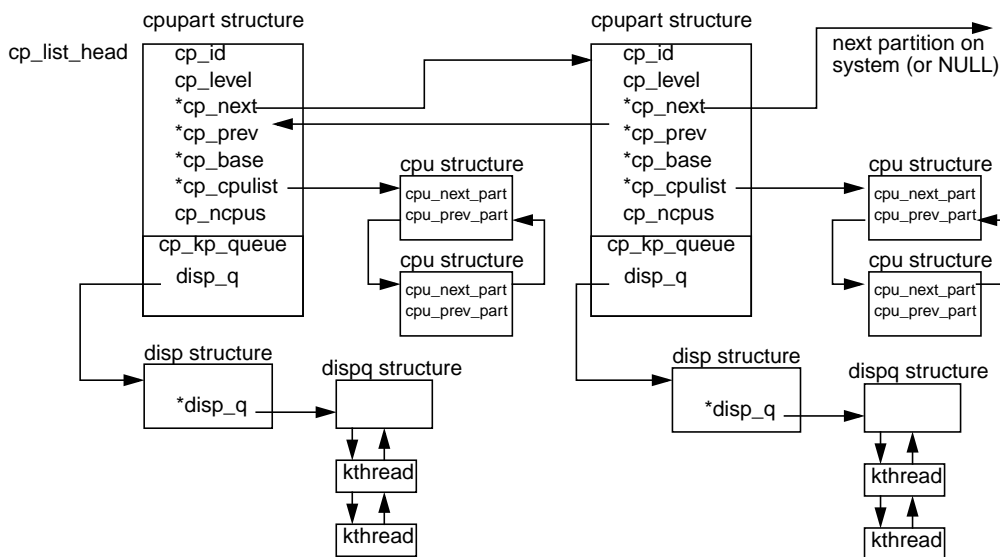 cpupart structure
cp_list_head
cp_id
cp_level
*cp_next
*cp_prev
*cp_base
*cp_cpulist
cp_ncpus
cp_kp_queue
disp_q
cpu structure
cpu_next_part
cpu_prev_part
cpu structure
cpu_next_part
cpu_prev_part
disp structure
*disp_q
dispq structure
kthread
kthread
cpupart structure
cp_id
cp_level
*cp_next
*cp_prev
*cp_base
*cp_cpulist
cp_ncpus
cp_kp_queue
disp_q
next partition on
system (or NULL)
cpu structure
cpu_next_part
cpu_prev_part
cpu structure
cpu_next_part
cpu_prev_part
disp structure
*disp_q
dispq structure
kthread
kthread